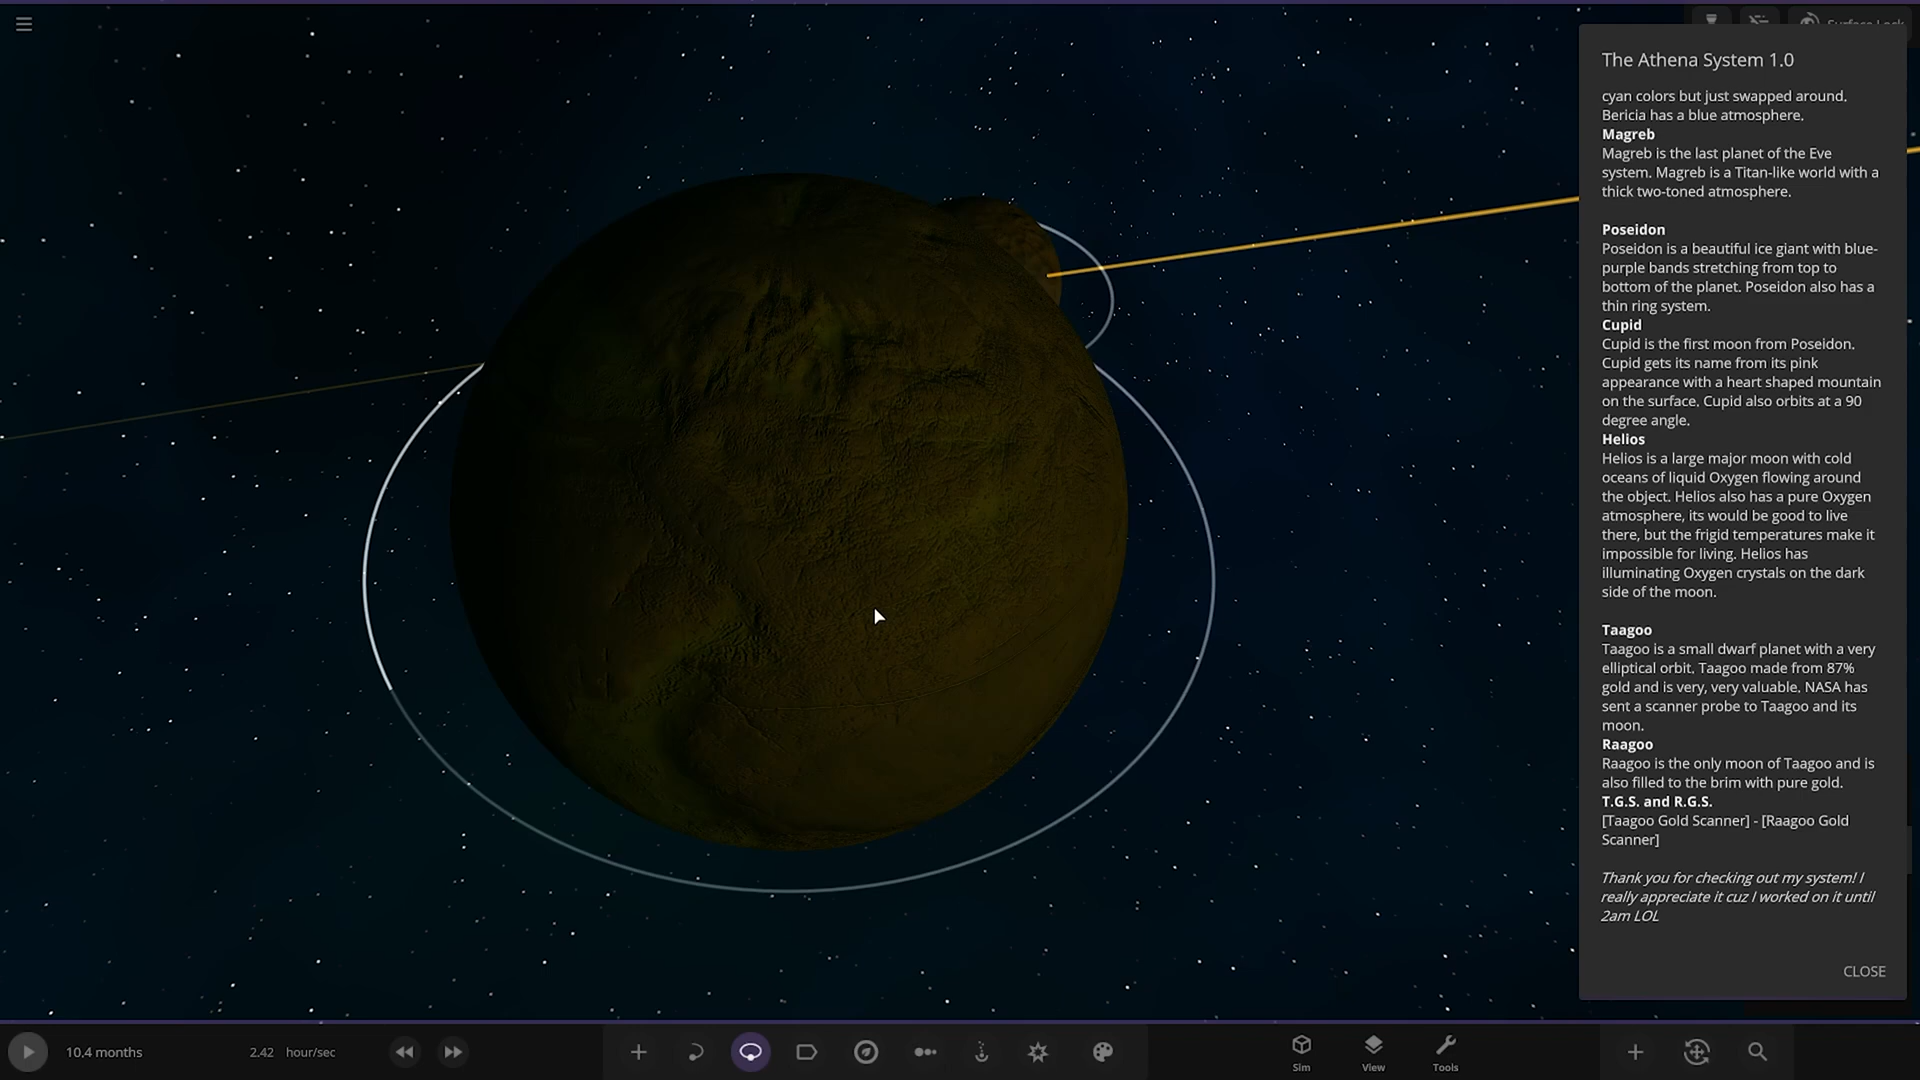 Surface Lock
The Athena System 1.0
cyan colors but just swapped around.
Bericia has a blue atmosphere.
Magreb
Magreb is the last planet of the Eve
system. Magreb is a Titan-like world with a
thick two-toned atmosphere.
Poseidon
Poseidon is a beautiful ice giant with blue-
purple bands stretching from top to
bottom of the planet. Poseidon also has a
thin ring system.
Cupid
Cupid is the first moon from Poseidon.
Cupid gets its name from its pink
appearance with a heart shaped mountain
on the surface. Cupid also orbits at a 90
degree angle.
Helios
Helios is a large major moon with cold
oceans of liquid Oxygen flowing around
the object. Helios also has a pure Oxygen
atmosphere, its would be good to live
there, but the frigid temperatures make it
impossible for living. Helios has
illuminating Oxygen crystals on the dark
side of the moon.
Taagoo
Taagoo is a small dwarf planet with a very
elliptical orbit. Taagoo made from 87%
gold and is very, very valuable. NASA has
sent a scanner probe to Taagoo and its
moon.
Raagoo
Raagoo is the only moon of Taagoo and is
also filled to the brim with pure gold.
T.G.S. and R.G.S.
[Taagoo Gold Scanner] - [Raagoo Gold
Scanner]
Thank you for checking out my system! I
really appreciate it cuz I worked on it until
2am LOL
CLOSE
10.4 months
2.42 hour/sec
Sim
View
Tools